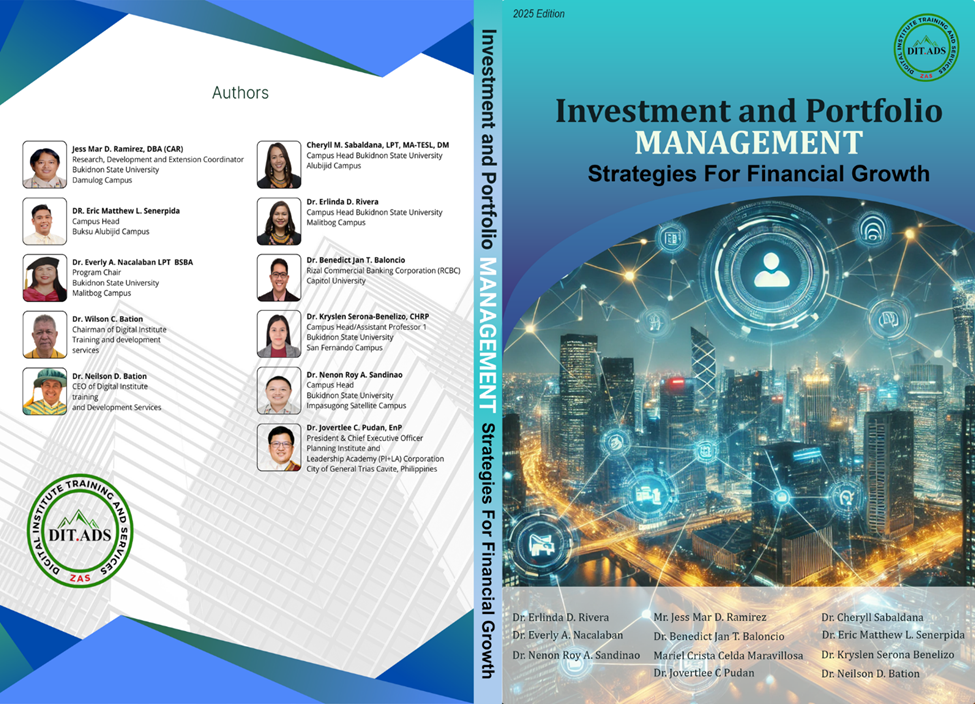 Authors
Jess Mar D. Ramirez, DBA (CAR)
Research, Development and Extension Coordinator
Bukidnon State University
Damulog Campus
DR. Eric Matthew L. Senerpida
Campus Head
Buksu Alubijid Campus
Dr. Everly A. Nacalaban LPT BSBA
Program Chair
Bukidnon State University
Malitbog Campus
Dr. Wilson C. Bation
Chairman of Digital Institute
Training and development
services
Dr. Neilson D. Bation
CEO of Digital Institute
training
and Development Services
Cheryll M. Sabaldana, LPT, MA-TESL, DM
Campus Head Bukidnon State University
Alubijid Campus
Dr. Erlinda D. Rivera
Campus Head Bukidnon State University
Malitbog Campus
Dr. Benedict Jan T. Baloncio
Rizal Commercial Banking Corporation (RCBC)
Capitol University
Dr. Kryslen Serona-Benelizo, CHRP
Campus Head/Assistant Professor 1
Bukidnon State University
San Fernando Campus
Dr. Nenon Roy A. Sandinao
Campus Head
Bukidnon State University
Impasugong Satellite Campus
Dr. Jovertlee C. Pudan, EnP
President & Chief Executive Officer
Planning Institute and
Leadership Academy (PI+LA) Corporation
City of General Trias Cavite, Philippines
DIGITAL INSTITUTE TRAINING AND SERVICES
DIT.ADS
ZAS
Investment and Portfolio MANAGEMENT Strategies For Financial Growth
2025 Edition
DIGITAL INSTITUTE TRAINING AND SERVICES
DIT.ADS
ZAS
Investment and Portfolio
MANAGEMENT
Strategies For Financial Growth
Dr. Erlinda D. Rivera
Dr. Everly A. Nacalaban
Dr. Nenon Roy A. Sandinao
Mr. Jess Mar D. Ramirez
Dr. Benedict Jan T. Baloncio
Mariel Crista Celda Maravillosa
Dr. Jovertlee C Pudan
Dr. Cheryll Sabaldana
Dr. Eric Matthew L. Senerpida
Dr. Kryslen Serona Benelizo
Dr. Neilson D. Bation